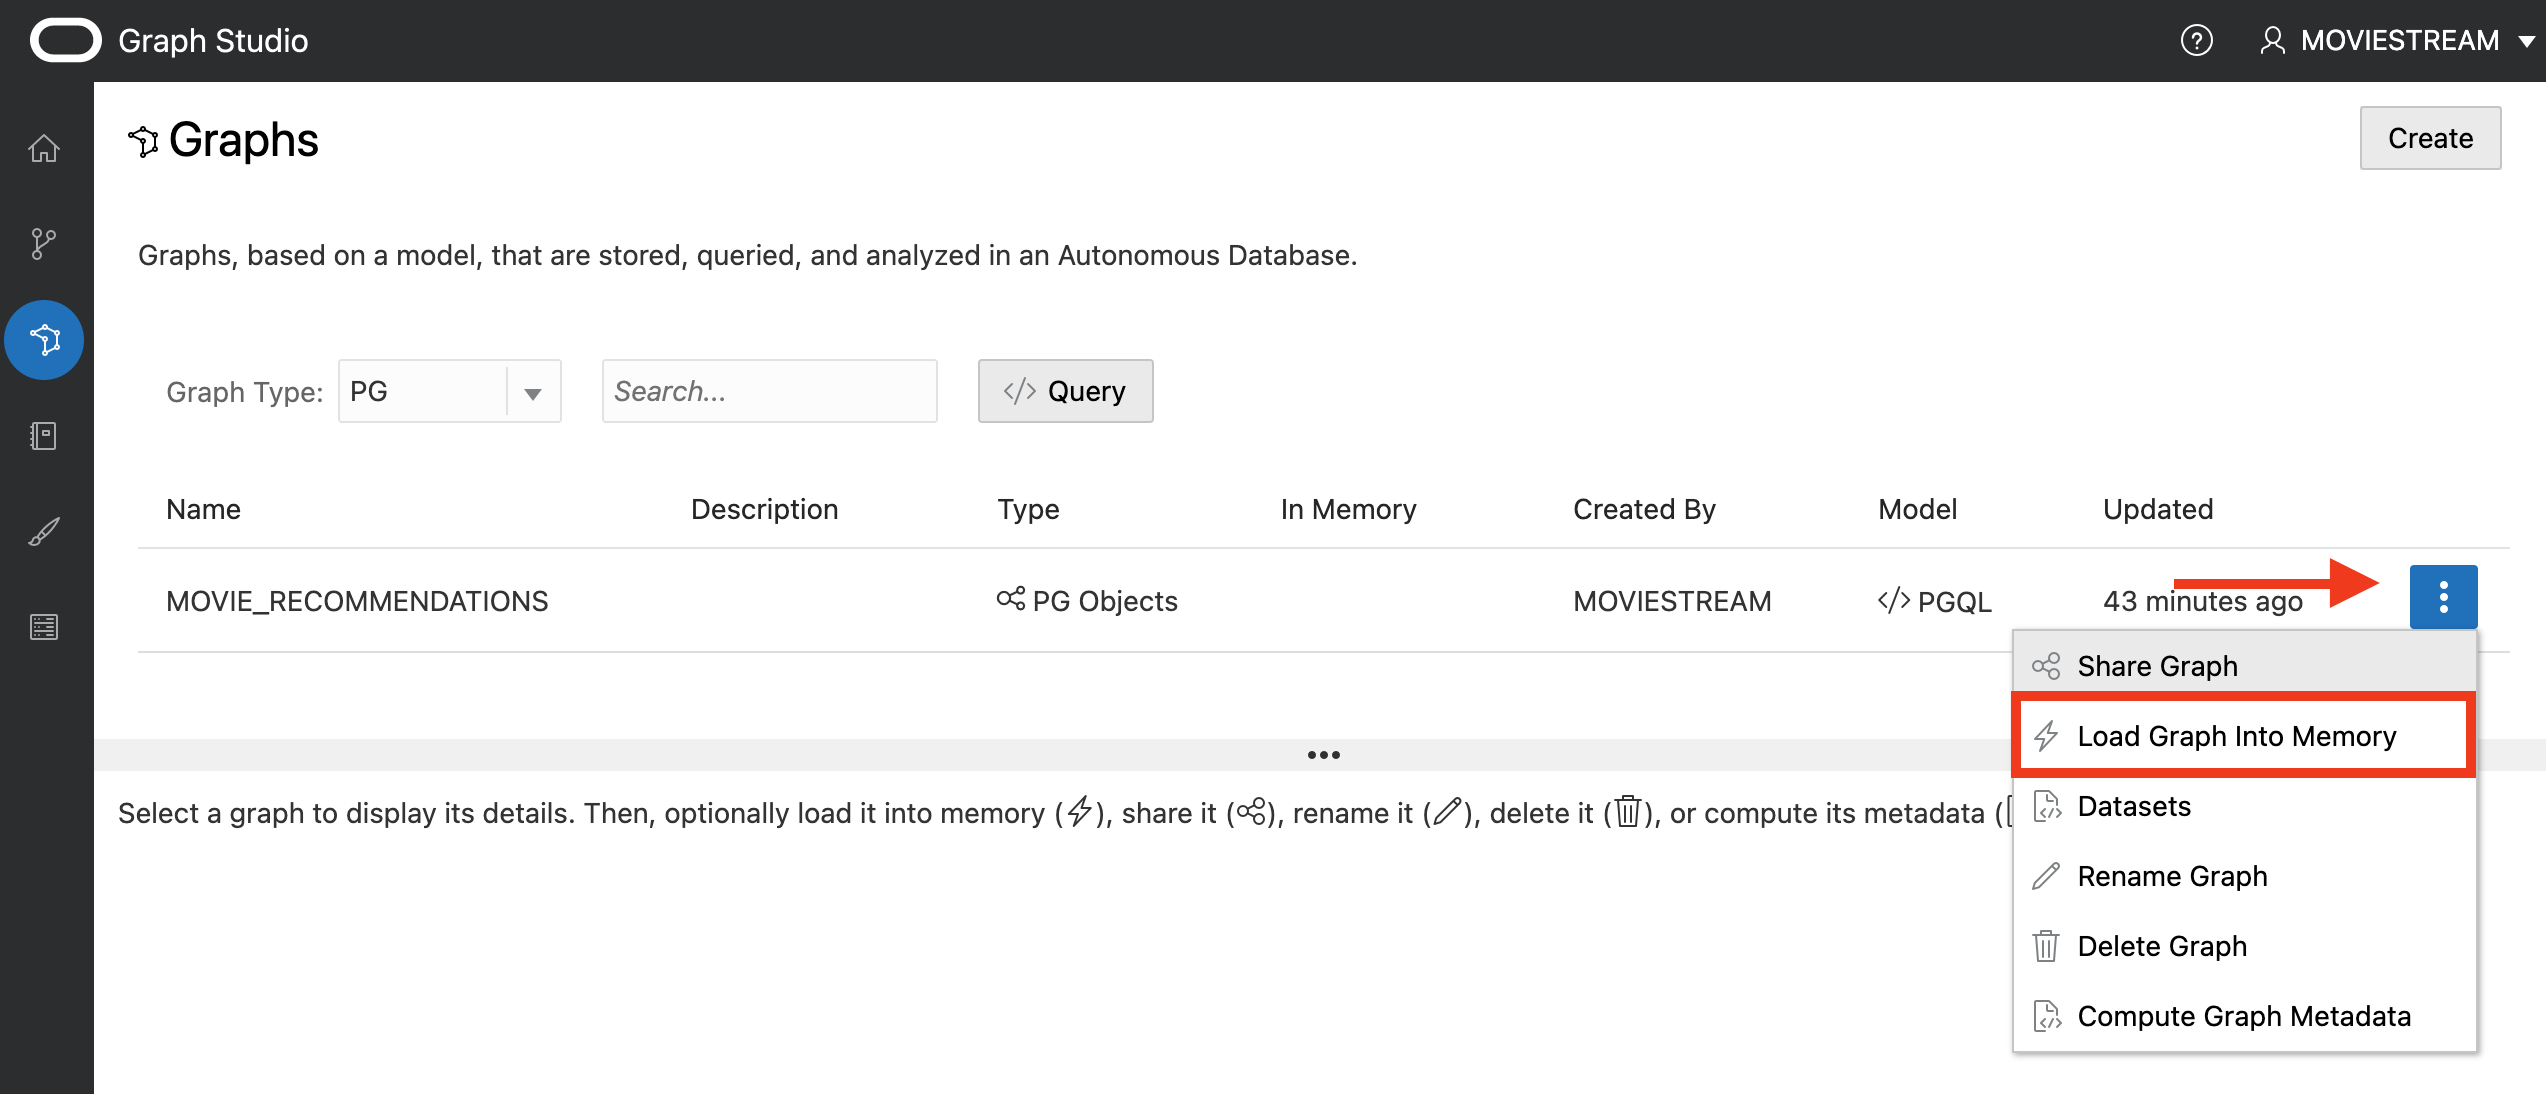 Graph Studio
MOVIESTREAM
Graphs
Create
Graphs, based on a model, that are stored, queried, and analyzed in an Autonomous Database.
Graph Type: PG Search... </> Query
Name Description Type In Memory Created By Model Updated
MOVIE_RECOMMENDATIONS PG Objects MOVIESTREAM </> PGQL 43 minutes ago
Share Graph
Load Graph Into Memory
Datasets
Rename Graph
Delete Graph
Compute Graph Metadata
Select a graph to display its details. Then, optionally load it into memory (), share it (), rename it (), delete it (), or compute its metadata (